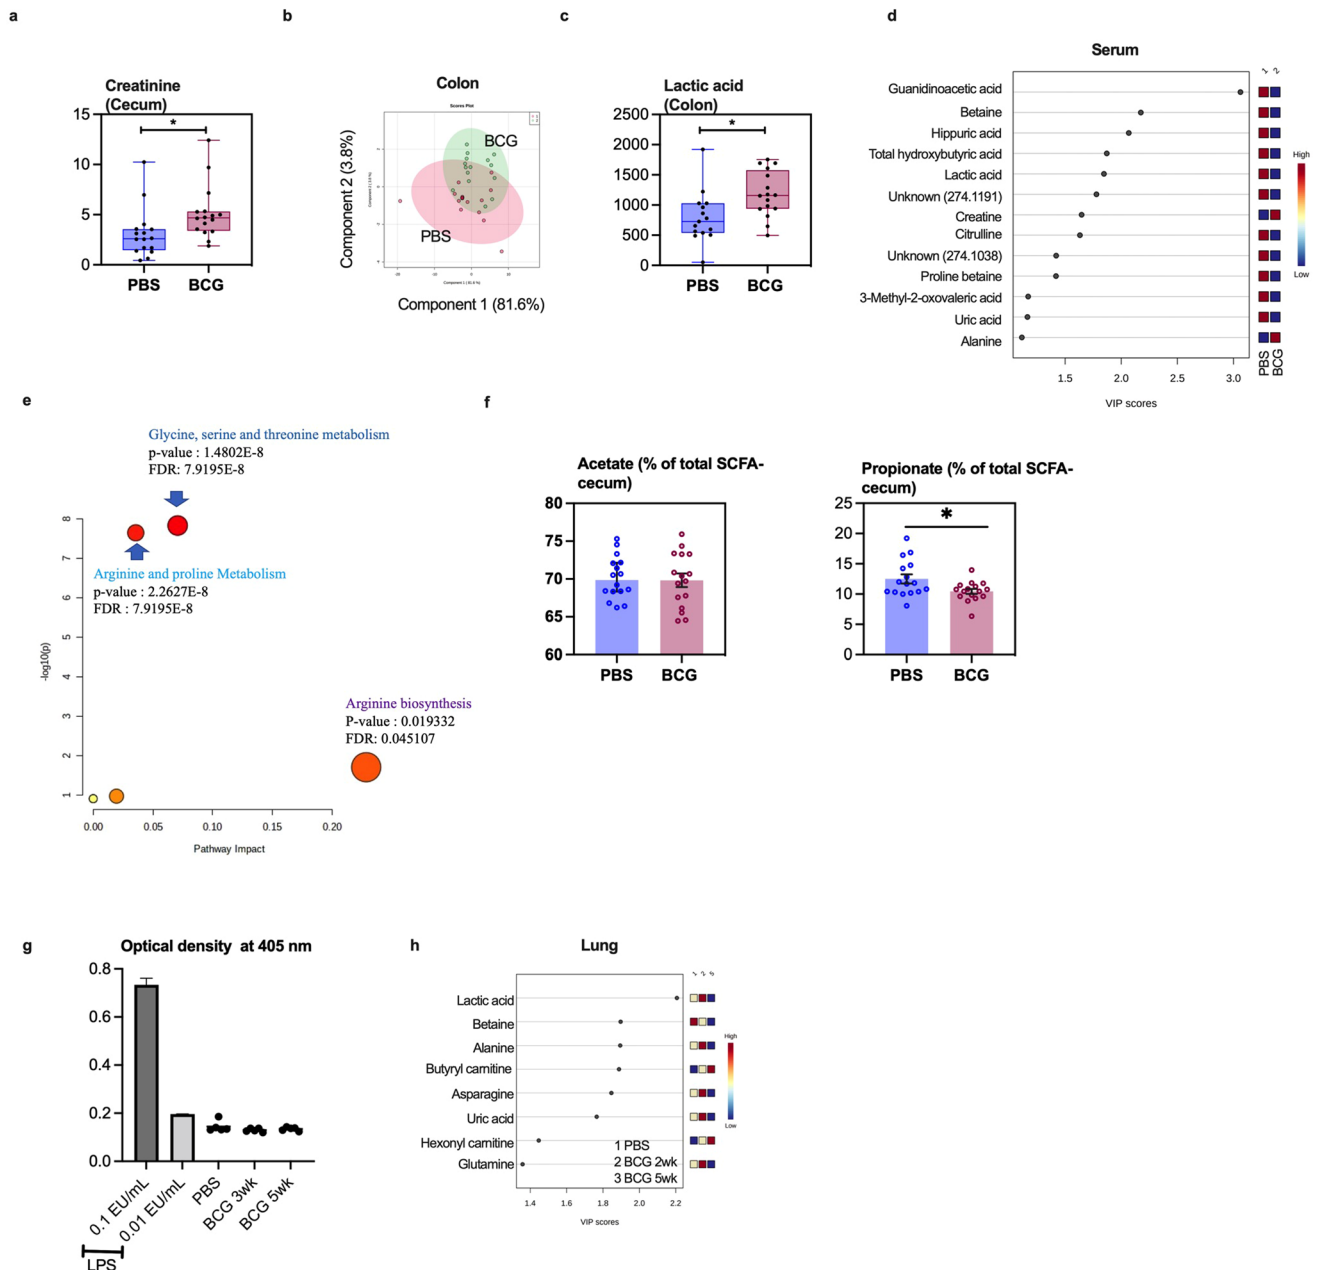 a
Creatinine
(Cecum)
15
10
5
0
*
PBS
BCG
b
Colon
Scores Plot
BCG
PBS
Component 2 (3.8%)
Component 1 (81.6%)
c
Lactic acid
(Colon)
2500
2000
1500
1000
500
0
*
PBS
BCG
d
Serum
1 2
Guanidinoacetic acid
Betaine
Hippuric acid
Total hydroxybutyric acid
Lactic acid
Unknown (274.1191)
Creatine
Citrulline
Unknown (274.1038)
Proline betaine
3-Methyl-2-oxovaleric acid
Uric acid
Alanine
1.5 2.0 2.5 3.0
VIP scores
PBS
BCG
High
Low
e
Glycine, serine and threonine metabolism
p-value : 1.4802E-8
FDR: 7.9195E-8
Arginine and proline Metabolism
p-value : 2.2627E-8
FDR : 7.9195E-8
Arginine biosynthesis
P-value : 0.019332
FDR: 0.045107
-log10(p)
8
7
6
5
4
3
2
1
0.00 0.05 0.10 0.15 0.20
Pathway Impact
f
Acetate (% of total SCFA-
cecum)
80
75
70
65
60
PBS
BCG
Propionate (% of total SCFA-
cecum)
25
20
15
10
5
0
*
PBS
BCG
g
Optical density at 405 nm
0.8
0.6
0.4
0.2
0.0
0.1 EU/mL
0.01 EU/mL
PBS
BCG 3wk
BCG 5wk
LPS
h
Lung
Lactic acid
Betaine
Alanine
Butyryl carnitine
Asparagine
Uric acid
Hexonyl carnitine
Glutamine
1 PBS
2 BCG 2wk
3 BCG 5wk
1.4 1.6 1.8 2.0 2.2
VIP scores
High
Low